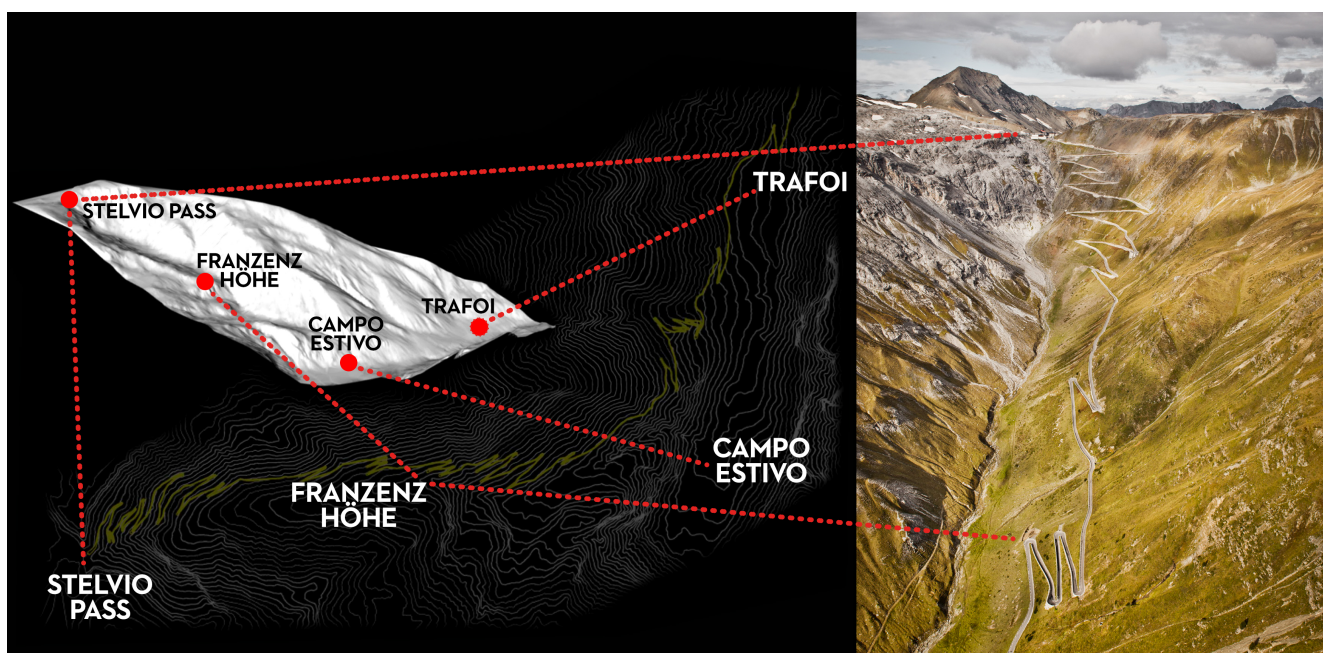 STELVIO PASS
FRANZENZ
HÖHE
CAMPO
ESTIVO
TRAFOI
TRAFOI
CAMPO
ESTIVO
FRANZENZ
HÖHE
STELVIO
PASS